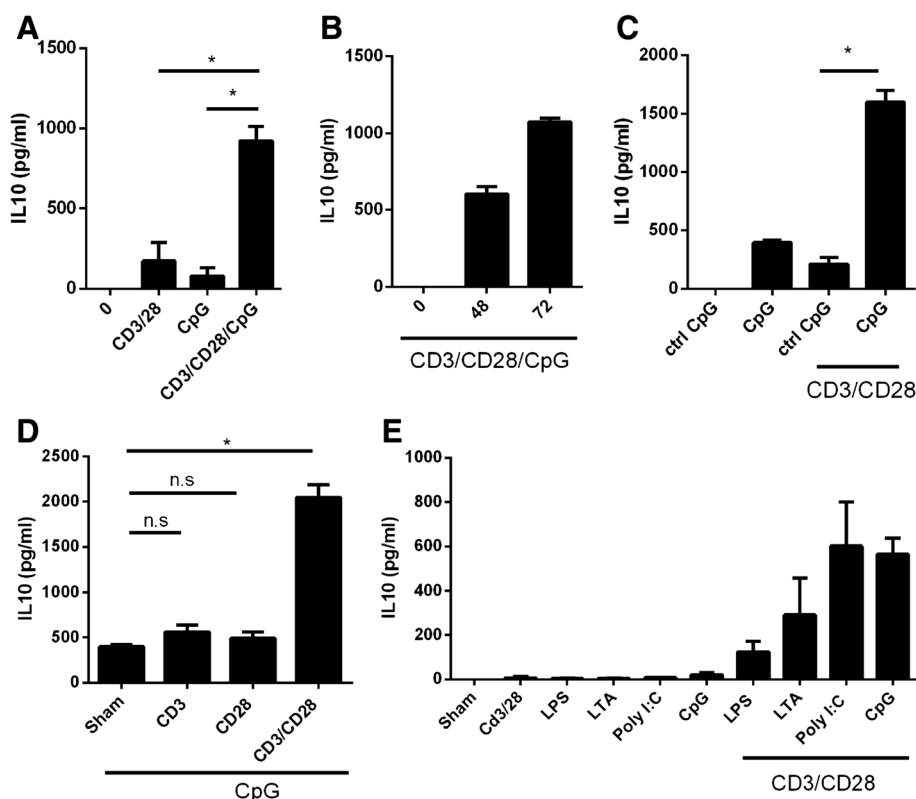 A
IL10 (pg/ml)
1500
1000
500
0
*
*
0
CD3/28
CpG
CD3/CD28/CpG
B
IL10 (pg/ml)
1500
1000
500
0
0
48
72
CD3/CD28/CpG
C
IL10 (pg/ml)
2000
1500
1000
500
0
*
ctrl CpG
CpG
ctrl CpG
CpG
CD3/CD28
D
IL10 (pg/ml)
2500
2000
1500
1000
500
0
*
n.s
n.s
Sham
CD3
CD28
CD3/CD28
CpG
E
IL10 (pg/ml)
1000
800
600
400
200
0
Sham
Cd3/28
LPS
LTA
Poly I:C
CpG
LPS
LTA
Poly I:C
CpG
CD3/CD28